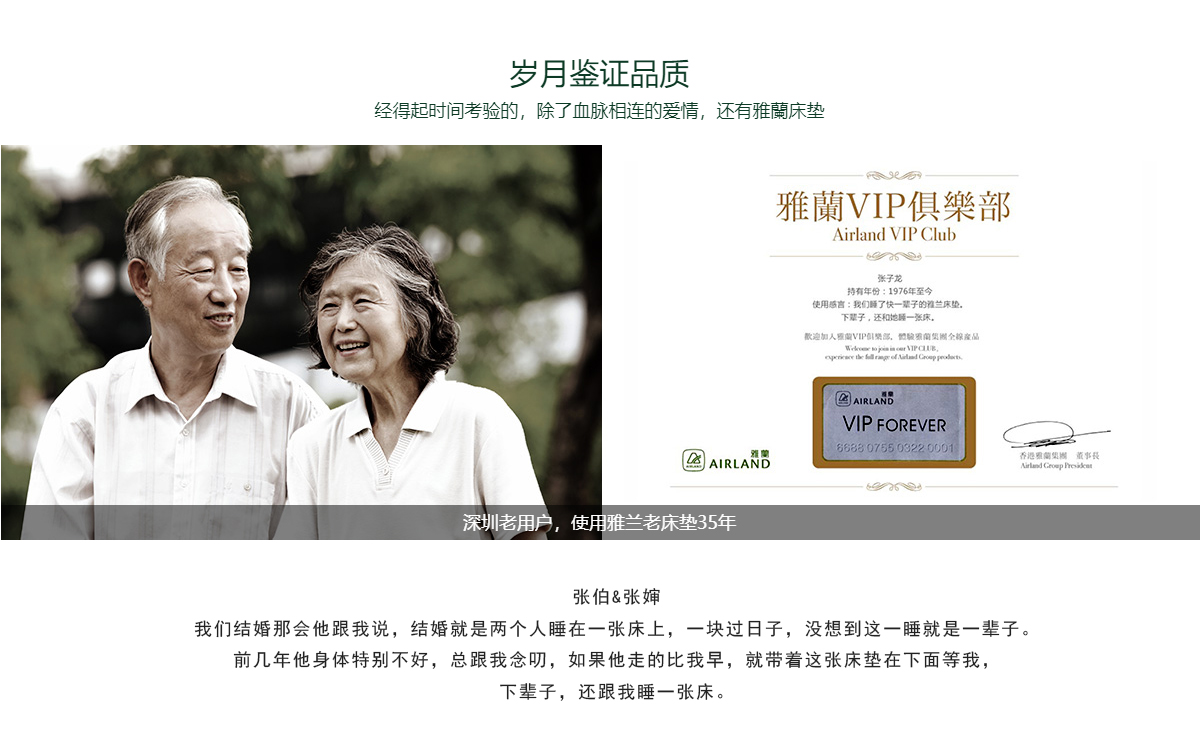 岁月鉴证品质
经得起时间考验的，除了血脉相连的爱情，还有雅蘭床垫
雅蘭VIP俱樂部
Airland VIP Club
张子龙
持有年份：1976年至今
使用感言：我们睡了快一辈子的雅兰床垫。
下辈子，还和她睡一张床。
歡迎加入雅蘭VIP俱樂部，體驗雅蘭集團全線產品
Welcome to join in our VIP CLUB，
experience the full range of Airland Group products.
雅蘭
AIRLAND
VIP FOREVER
6688 0755 0322 0001
雅蘭
AIRLAND
香港雅蘭集團 董事長
Airland Group President
深圳老用户，使用雅兰老床垫35年
张伯&张婶
我们结婚那会他跟我说，结婚就是两个人睡在一张床上，一块过日子，没想到这一睡就是一辈子。
前几年他身体特别不好，总跟我念叨，如果他走的比我早，就带着这张床垫在下面等我，
下辈子，还跟我睡一张床。